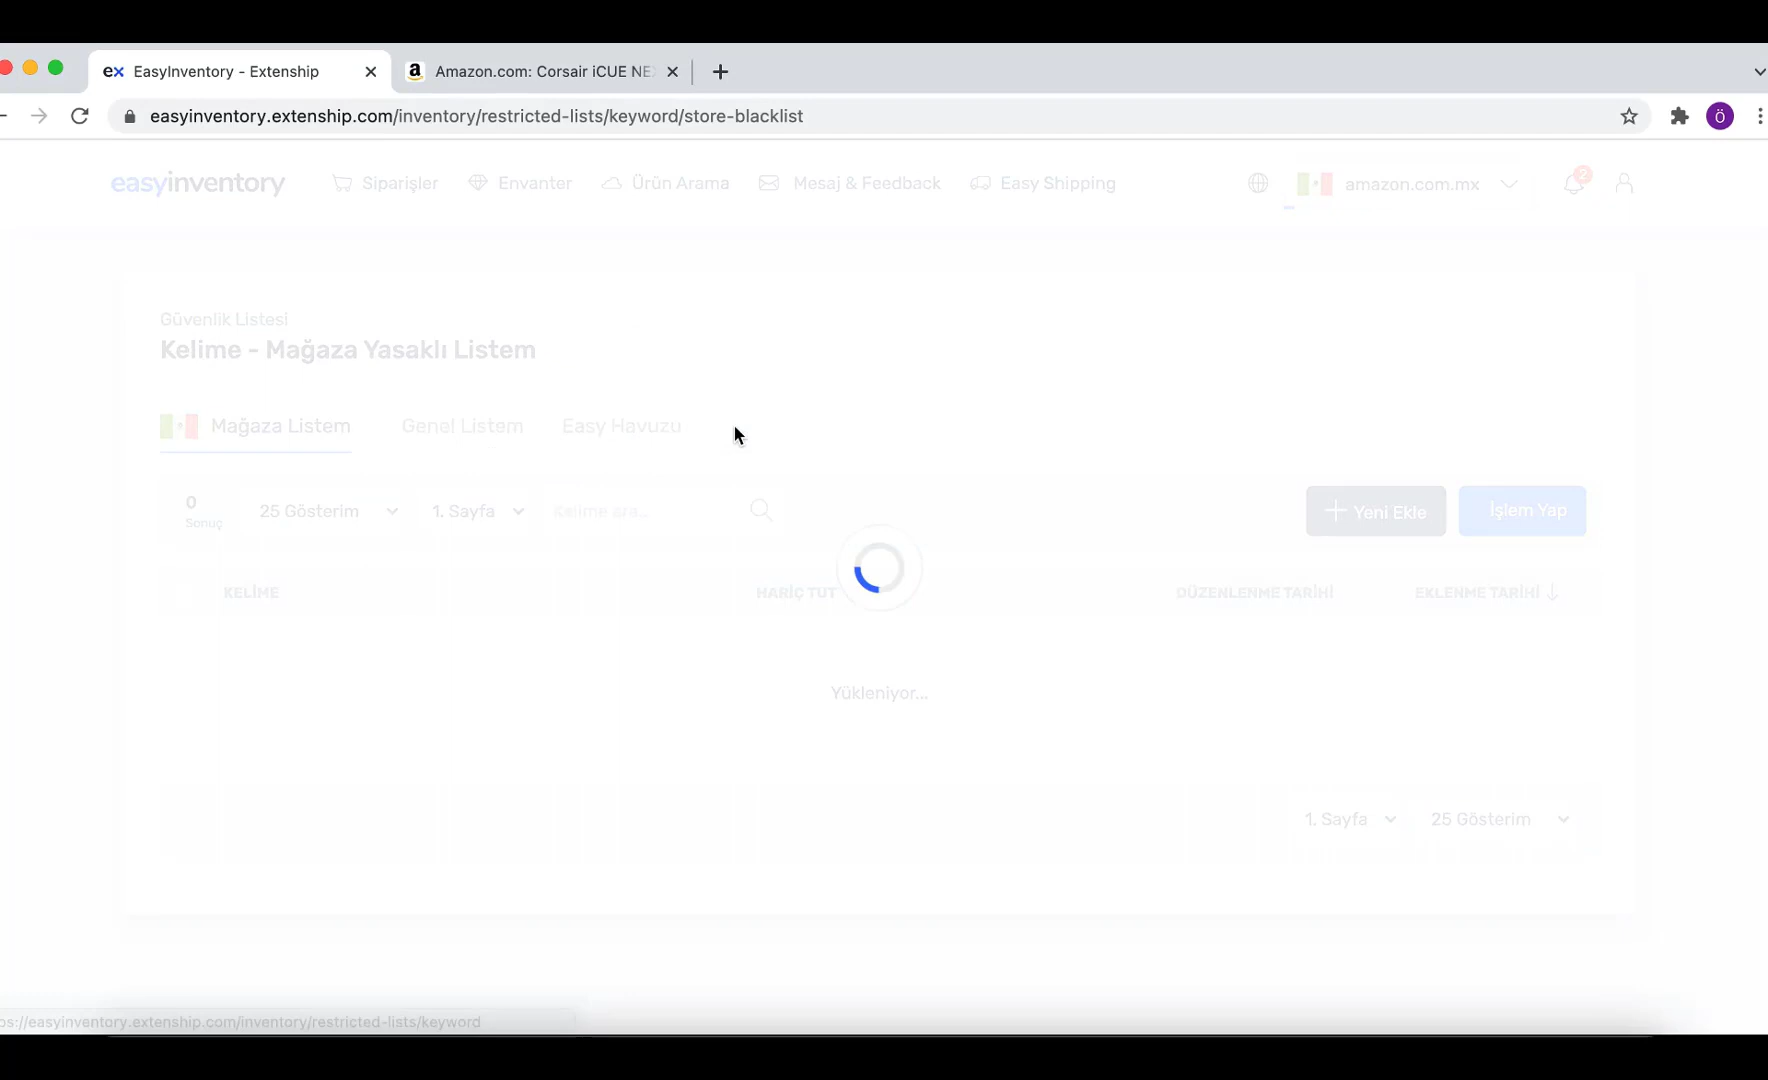 ex EasyInventory - Extenship
a Amazon.com: Corsair iCUE NE
easyinventory.extenship.com/inventory/restricted-lists/keyword/store-blacklist
Ö
easyinventory
Siparişler
Envanter
Ürün Arama
Mesaj & Feedback
Easy Shipping
amazon.com.mx
2
Güvenlik Listesi
Kelime - Mağaza Yasaklı Listem
Mağaza Listem
Genel Listem
Easy Havuzu
0
Sonuç
25 Gösterim
1. Sayfa
Kelime ara...
Yeni Ekle
İşlem Yap
KELİME
HARİÇ TUT
DÜZENLENME TARİHİ
EKLENME TARİHİ
Yükleniyor...
1. Sayfa
25 Gösterim
ps://easyinventory.extenship.com/inventory/restricted-lists/keyword